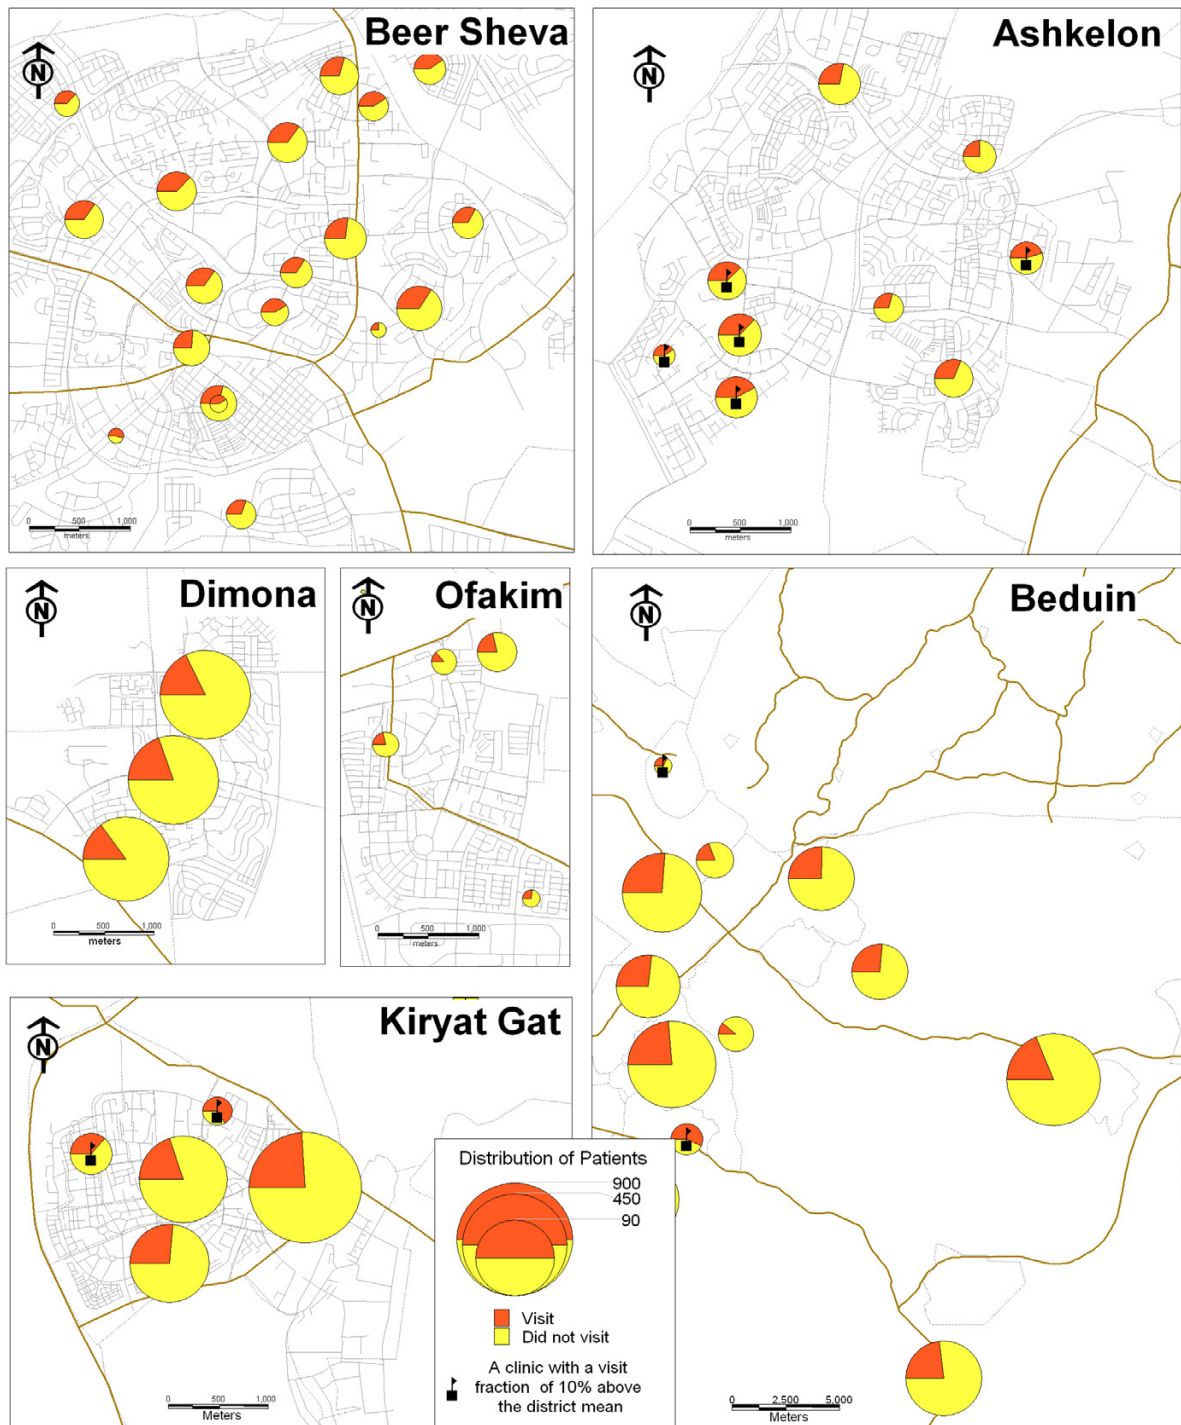 Beer Sheva
N
0 500 1,000
meters
Ashkelon
N
0 500 1,000
meters
Dimona
N
0 500 1,000
meters
Ofakim
N
0 500 1,000
meters
Beduin
N
0 2,500 5,000
meters
Kiryat Gat
N
0 500 1,000
Meters
Distribution of Patients
900
450
90
Visit
Did not visit
A clinic with a visit
fraction of 10% above
the district mean